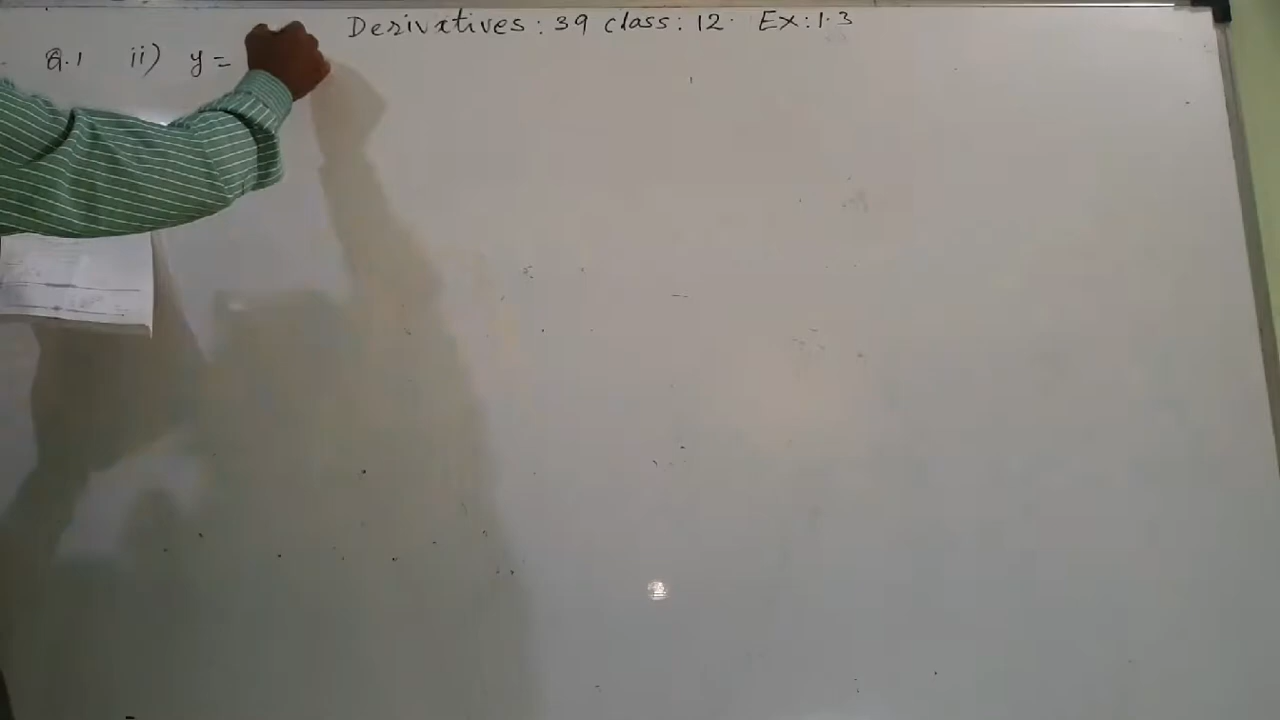 Derivatives : 39 class : 12. Ex : 1.3
Q.1 ii) y =